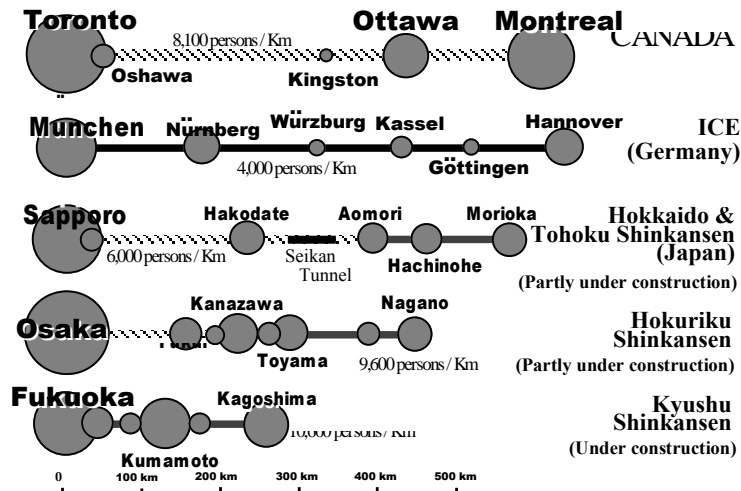 Toronto
Ottawa
Montreal
CANADA
8,100 persons / Km
Oshawa
Kingston
München
Nürnberg
Würzburg
Kassel
Hannover
ICE
(Germany)
4,000 persons / Km
Göttingen
Sapporo
Hakodate
Aomori
Morioka
Hokkaido &
Tohoku Shinkansen
(Japan)
6,000 persons / Km
Seikan
Tunnel
Hachinohe
(Partly under construction)
Kanazawa
Nagano
Osaka
Hokuriku
Shinkansen
Toyama
9,600 persons / Km
(Partly under construction)
Fukuoka
Kagoshima
Kyushu
Shinkansen
persons / Km
Kumamoto
(Under construction)
0 100 km 200 km 300 km 400 km 500 km